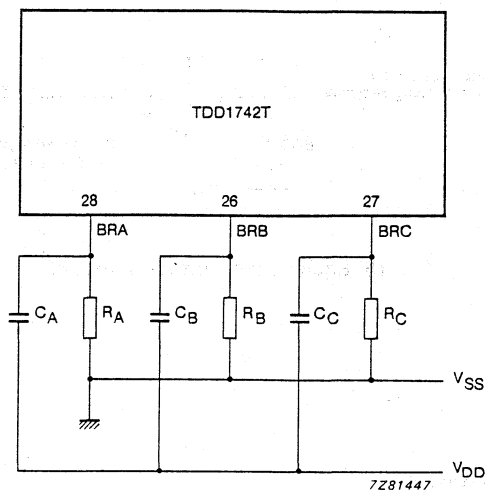 TDD1742T
28 26 27
BRA BRB BRC
CA RA CB RB CC RC
VSS
VDD
7Z81447